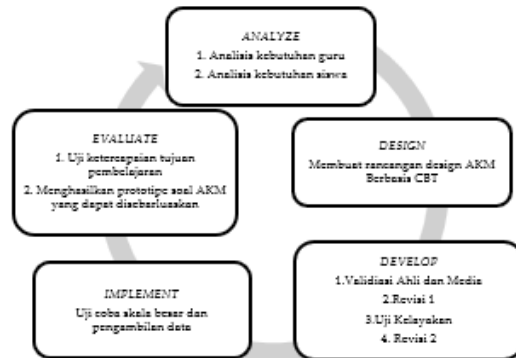 ANALYZE
1. Analisis kebutuhan guru
2. Analisis kebutuhan siswa
DESIGN
Membuat rancangan design AKM
Berbasis CBT
DEVELOP
1.Validiasi Ahli dan Media
2.Revisi 1
3.Uji Kelayakan
4. Revisi 2
IMPLEMENT
Uji coba skala besar dan
pengambilan data
EVALUATE
1. Uji ketercapaian tujuan
pembelajaran
2. Menghasilkan prototipe soal AKM
yang dapat disebarluaskan